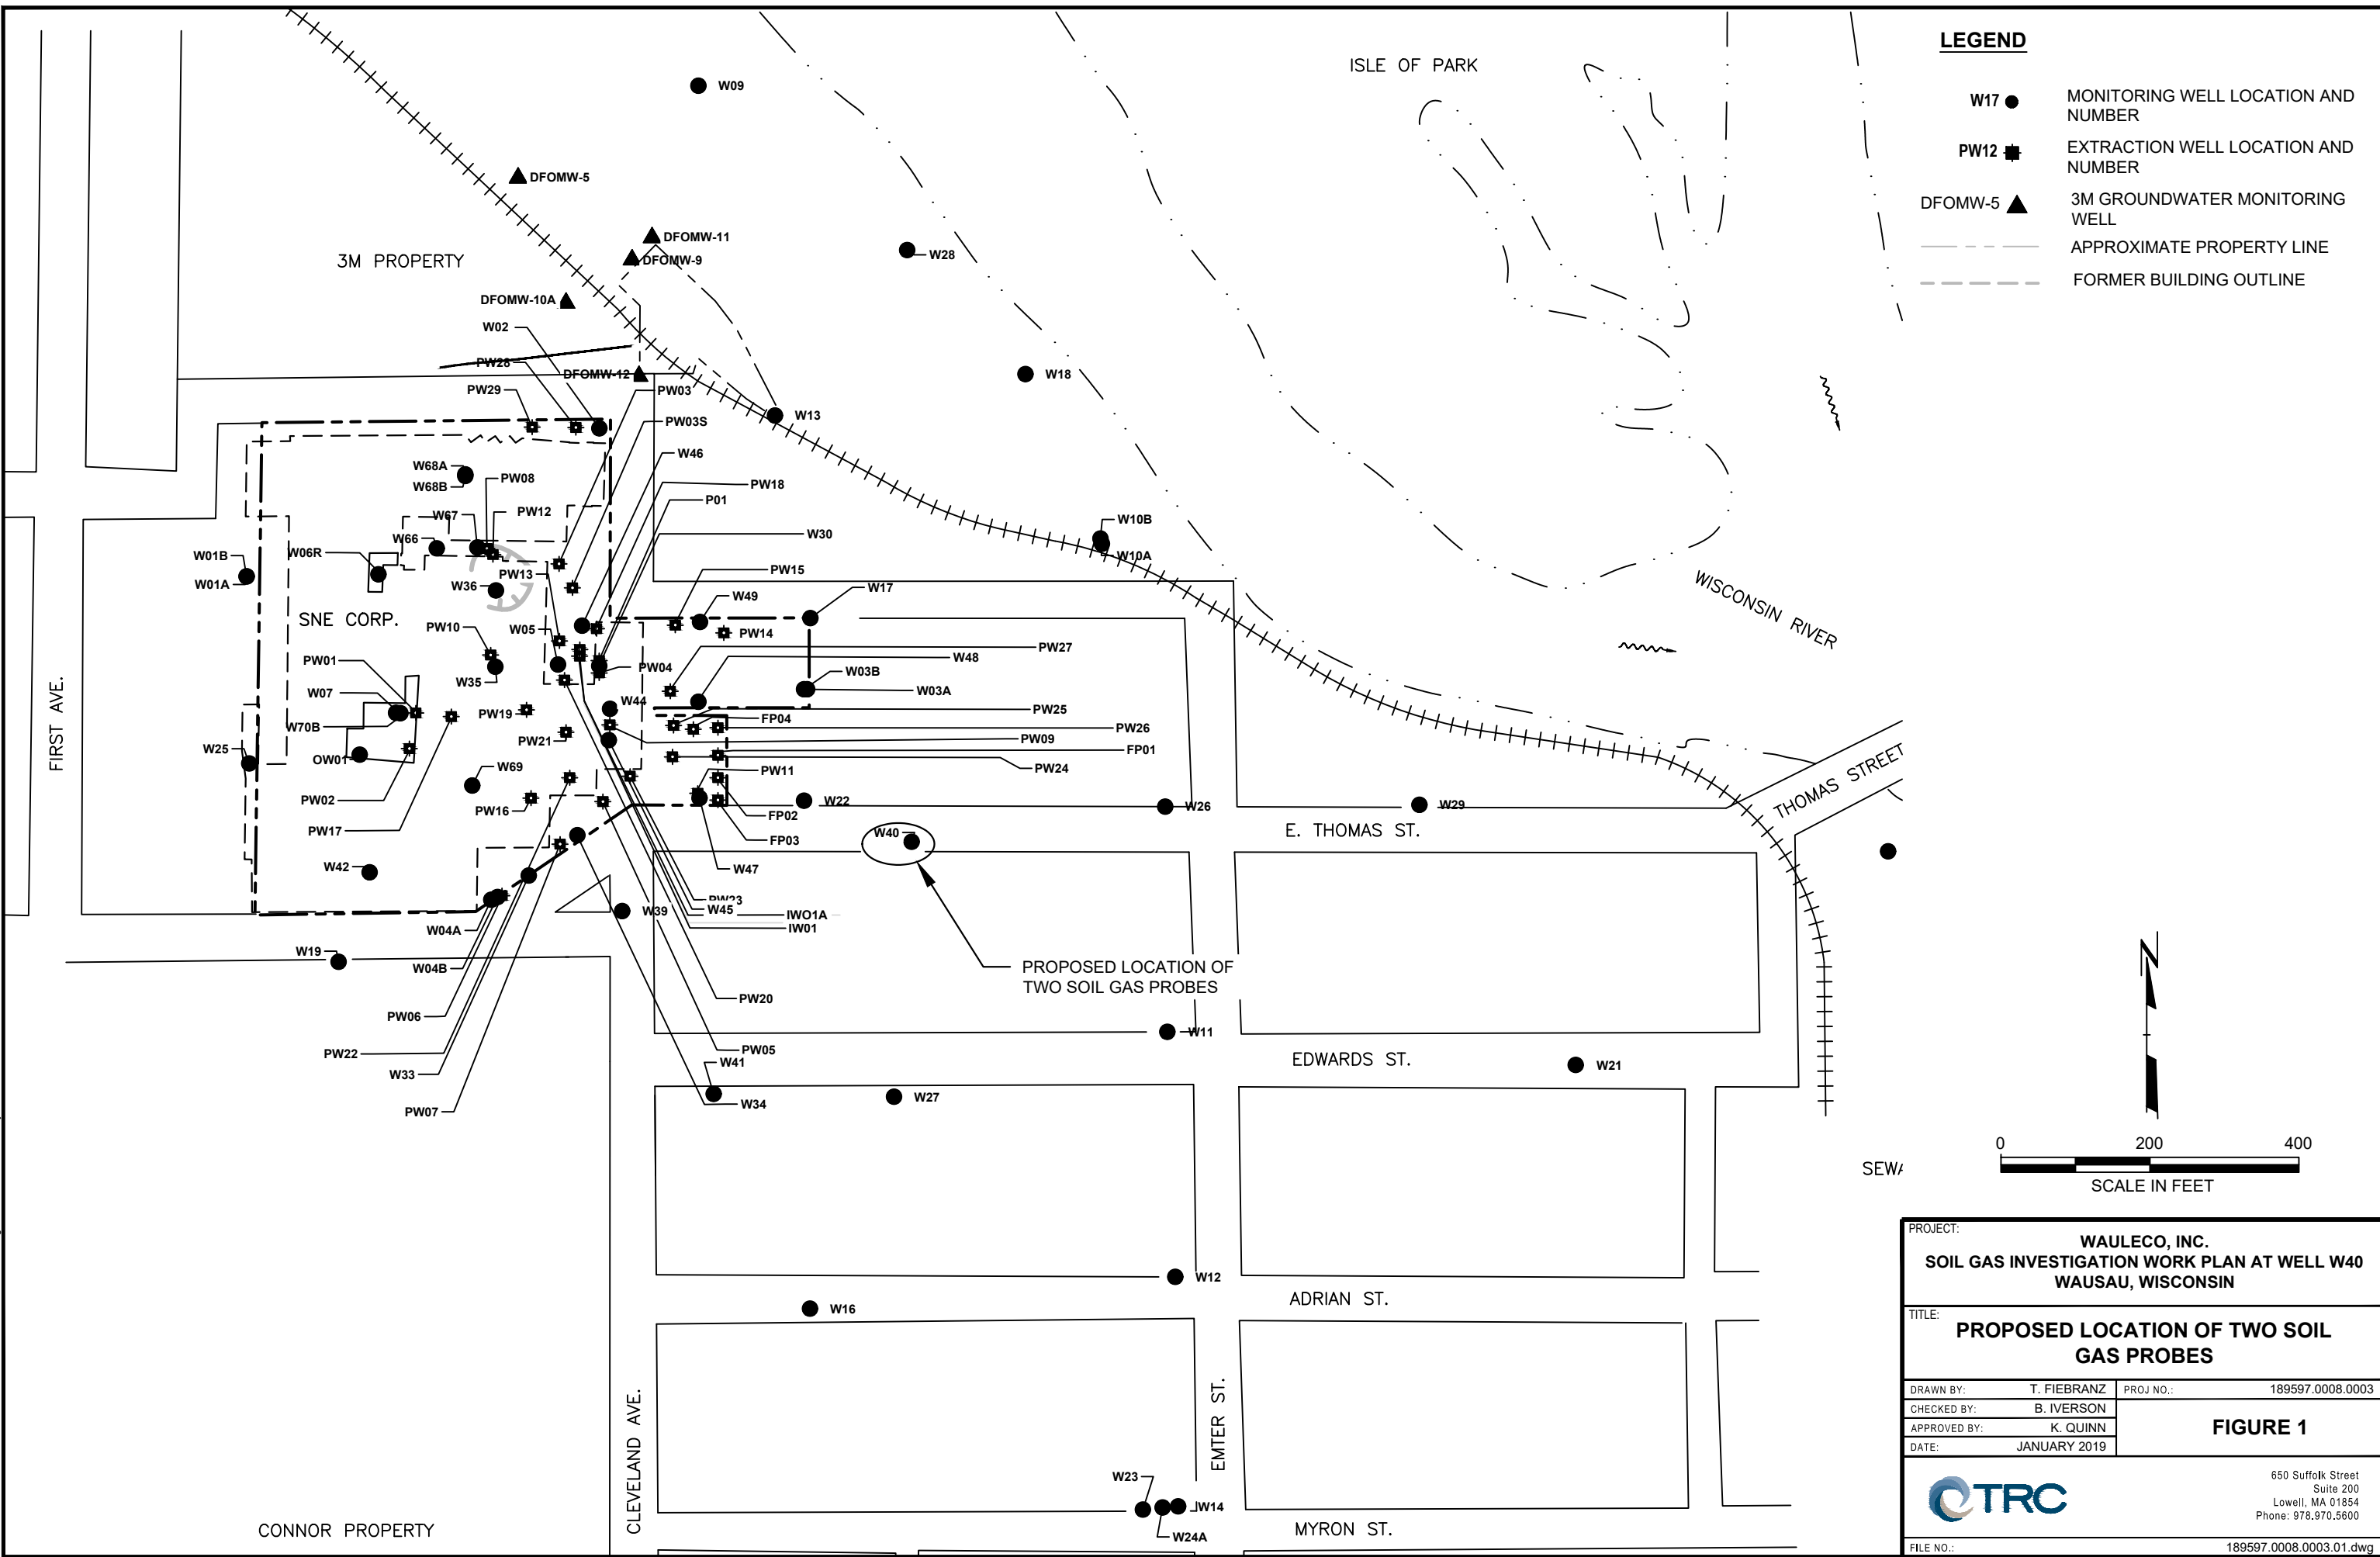 LEGEND
W17
MONITORING WELL LOCATION AND
NUMBER
PW12
EXTRACTION WELL LOCATION AND
NUMBER
DFOMW-5
3M GROUNDWATER MONITORING
WELL
APPROXIMATE PROPERTY LINE
FORMER BUILDING OUTLINE
ISLE OF PARK
W09
DFOMW-5
DFOMW-11
DFOMW-9
W28
3M PROPERTY
DFOMW-10A
W02
PW28
DFOMW-12
W18
PW29
PW03
W13
PW03S
W46
W68A
W68B
PW08
PW18
P01
W67
PW12
W10B
W30
W66
W01B
W06R
W10A
PW13
PW15
W01A
W36
W49
W17
WISCONSIN RIVER
SNE CORP.
PW10
W05
PW14
PW27
W48
PW01
PW04
W03B
W35
W03A
W07
W44
PW25
PW19
FP04
W70B
PW26
PW21
PW09
W25
FP01
OW01
W69
PW11
PW24
FIRST AVE.
PW02
PW16
W22
W26
W29
THOMAS STREET
FP02
PW17
W40
E. THOMAS ST.
FP03
W42
W47
PW23
W45
IWO1A
W39
IW01
W04A
W19
W04B
PROPOSED LOCATION OF
TWO SOIL GAS PROBES
PW20
PW06
W11
PW22
PW05
W41
EDWARDS ST.
W21
W33
W27
W34
PW07
0 200 400
SCALE IN FEET
N
SEWA
W12
ADRIAN ST.
W16
CLEVELAND AVE.
EMTER ST.
W23
W14
W24A
MYRON ST.
CONNOR PROPERTY
PROJECT:
WAULECO, INC.
SOIL GAS INVESTIGATION WORK PLAN AT WELL W40
WAUSAU, WISCONSIN
TITLE:
PROPOSED LOCATION OF TWO SOIL
GAS PROBES
DRAWN BY: T. FIEBRANZ PROJ NO.: 189597.0008.0003
CHECKED BY: B. IVERSON
APPROVED BY: K. QUINN
FIGURE 1
DATE: JANUARY 2019
TRC
650 Suffolk Street
Suite 200
Lowell, MA 01854
Phone: 978.970.5600
FILE NO.: 189597.0008.0003.01.dwg